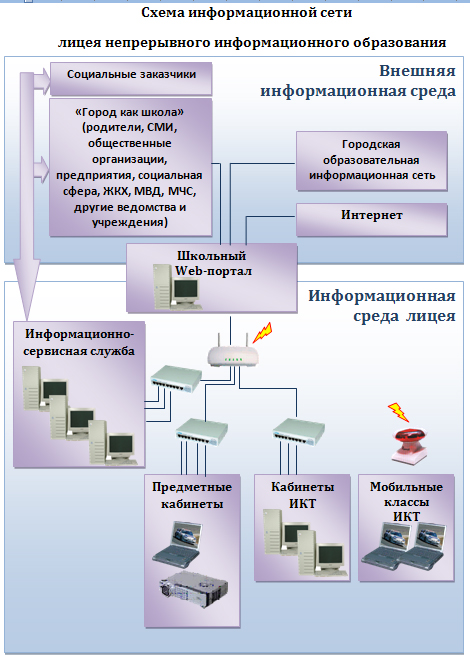 Схема информационной сети
лицея непрерывного информационного образования
Внешняя
информационная среда
Социальные заказчики
«Город как школа»
(родители, СМИ,
общественные
организации,
предприятия, социальная
сфера, ЖКХ, МВД, МЧС,
другие ведомства и
учреждения)
Городская
образовательная
информационная сеть
Интернет
Школьный
Web-портал
Информационная
среда лицея
Информационно-
сервисная служба
Предметные
кабинеты
Кабинеты
ИКТ
Мобильные
классы
ИКТ